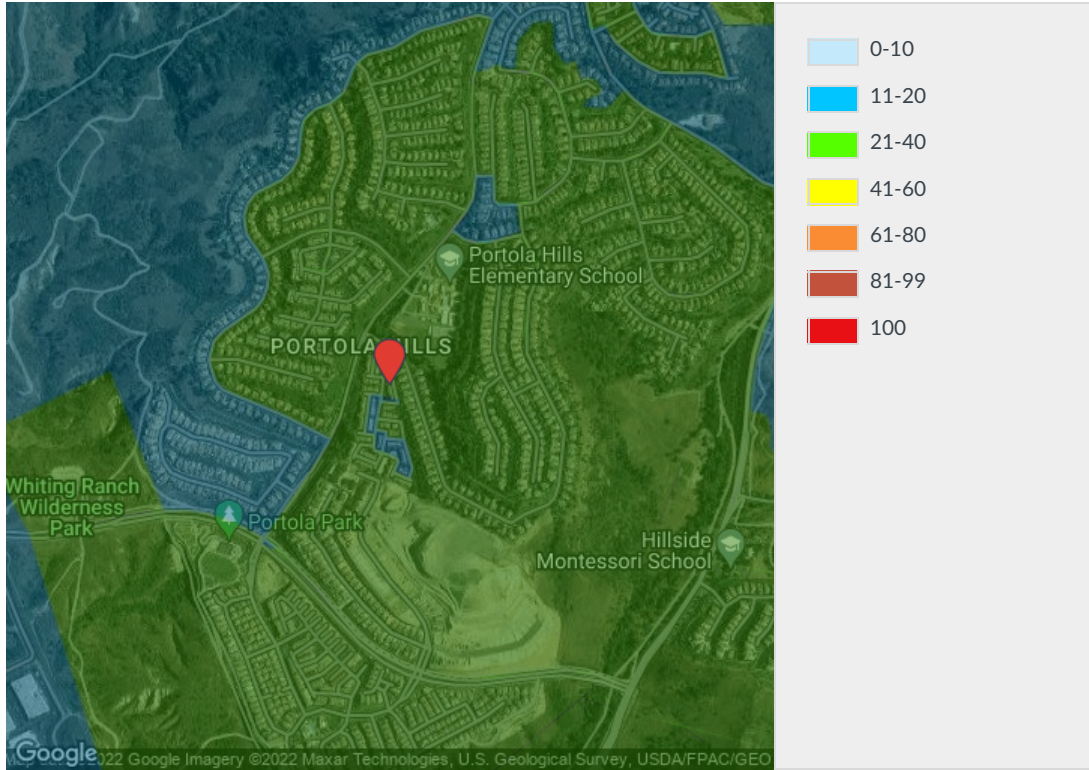 Portola Hills
Elementary School
PORTOLA HILLS
Whiting Ranch
Wilderness
Park
Portola Park
Hillside
Montessori School
Google
2022 Google Imagery ©2022 Maxar Technologies, U.S. Geological Survey, USDA/FPAC/GEO
0-10
11-20
21-40
41-60
61-80
81-99
100